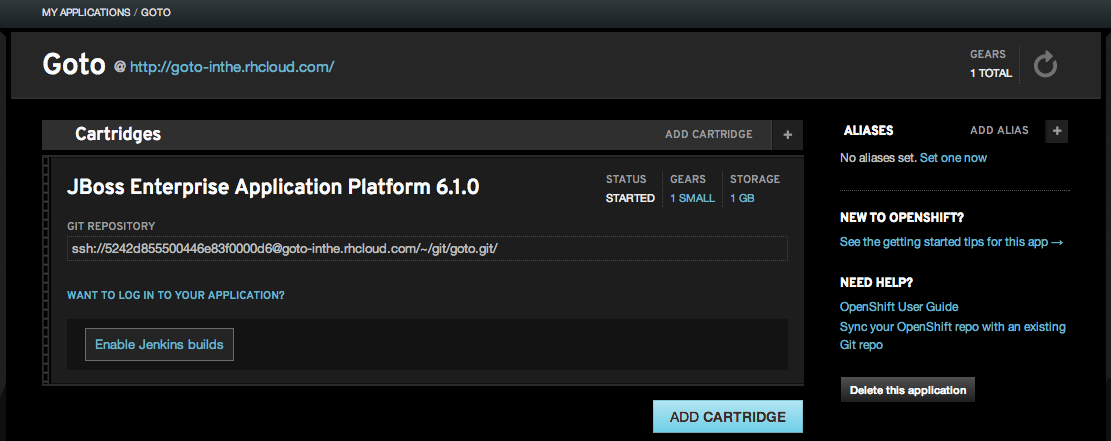 MY APPLICATIONS / GOTO
Goto @ http://goto-inthe.rhcloud.com/
GEARS
1 TOTAL
Cartridges
ADD CARTRIDGE +
JBoss Enterprise Application Platform 6.1.0
STATUS GEARS STORAGE
STARTED 1 SMALL 1 GB
GIT REPOSITORY
ssh://5242d855500446e83f0000d6@goto-inthe.rhcloud.com/~/git/goto.git/
WANT TO LOG IN TO YOUR APPLICATION?
Enable Jenkins builds
ADD CARTRIDGE
ALIASES
ADD ALIAS +
No aliases set. Set one now
NEW TO OPENSHIFT?
See the getting started tips for this app →
NEED HELP?
OpenShift User Guide
Sync your OpenShift repo with an existing
Git repo
Delete this application